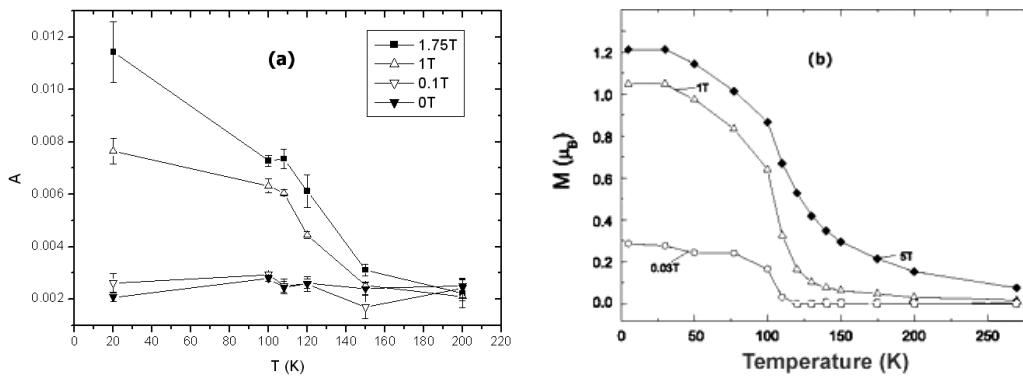 0.012
0.010
0.008
0.006
0.004
0.002
A
(a)
1.75T
1T
0.1T
0T
0 20 40 60 80 100 120 140 160 180 200 220
T (K)
1.2
1.0
0.8
0.6
0.4
0.2
0.0
M (μB)
(b)
1T
0.03T
5T
0 50 100 150 200 250
Temperature (K)